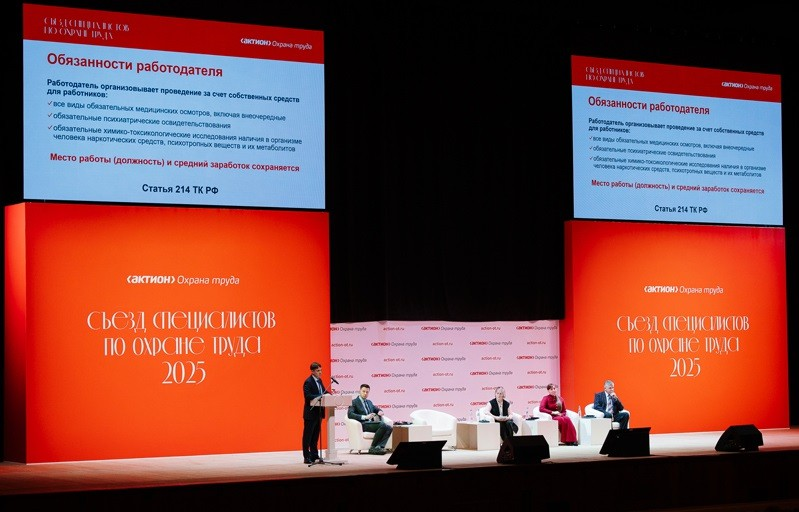 СЪЕЗД СПЕЦИАЛИСТОВ
ПО ОХРАНЕ ТРУДА
‹актион› Охрана труда
Обязанности работодателя
Работодатель организовывает проведение за счет собственных средств
для работников:
✓все виды обязательных медицинских осмотров, включая внеочередные
✓обязательные психиатрические освидетельствования
✓обязательные химико-токсикологические исследования наличия в организме
человека наркотических средств, психотропных веществ и их метаболитов
Место работы (должность) и средний заработок сохраняется
Статья 214 ТК РФ
СЪЕЗД СПЕЦИАЛИСТОВ
ПО ОХРАНЕ ТРУДА
‹актион› Охрана труда
Обязанности работодателя
Работодатель организовывает проведение за счет собственных средств
для работников:
✓все виды обязательных медицинских осмотров, включая внеочередные
✓обязательные психиатрические освидетельствования
✓обязательные химико-токсикологические исследования наличия в организме
человека наркотических средств, психотропных веществ и их метаболитов
Место работы (должность) и средний заработок сохраняется
Статья 214 ТК РФ
‹актион› Охрана труда
СЪЕЗД СПЕЦИАЛИСТОВ
ПО ОХРАНЕ ТРУДА
2025
‹актион› Охрана труда
СЪЕЗД СПЕЦИАЛИСТОВ
ПО ОХРАНЕ ТРУДА
2025
‹актион› Охрана труда
action-ot.ru